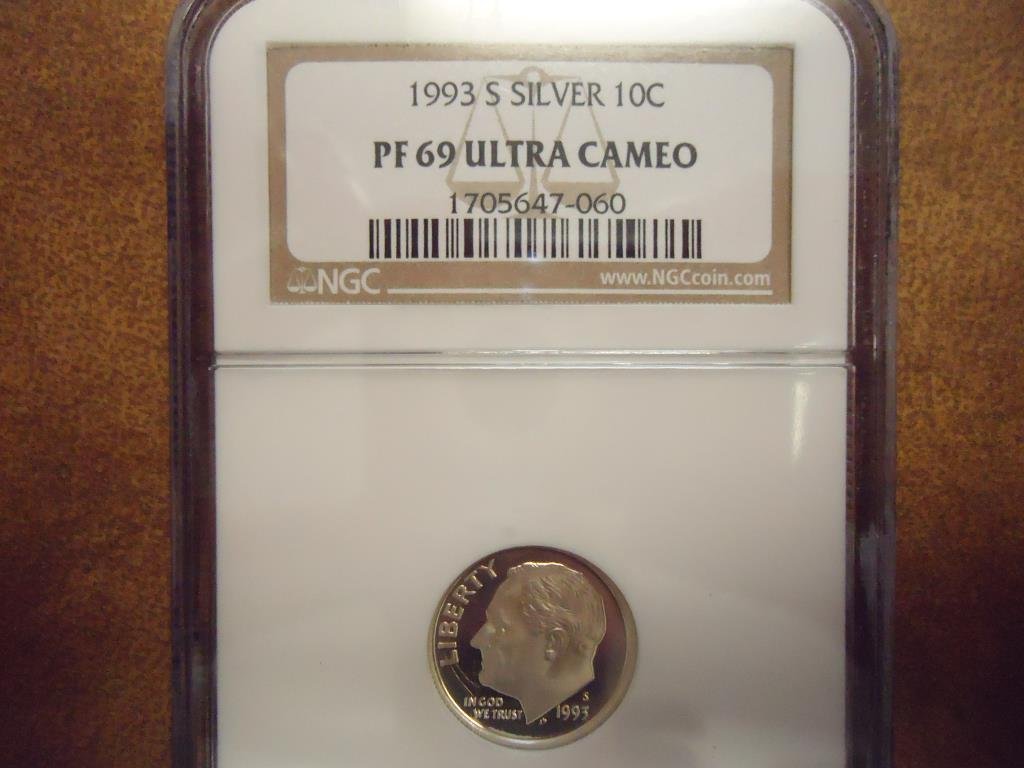 1993 S SILVER 10C
PF 69 ULTRA CAMEO
1705647-060
NGC
www.NGCcoin.com
LIBERTY
IN GOD
WE TRUST
S
1993